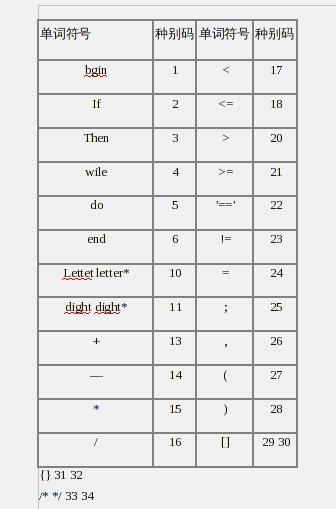 单词符号 种别码 单词符号 种别码
bgin 1 < 17
If 2 <= 18
Then 3 > 20
wile 4 >= 21
do 5 '==' 22
end 6 != 23
Lettet letter* 10 = 24
dight dight* 11 ; 25
+ 13 , 26
— 14 ( 27
* 15 ) 28
/ 16 [] 29 30
{} 31 32
/* */ 33 34